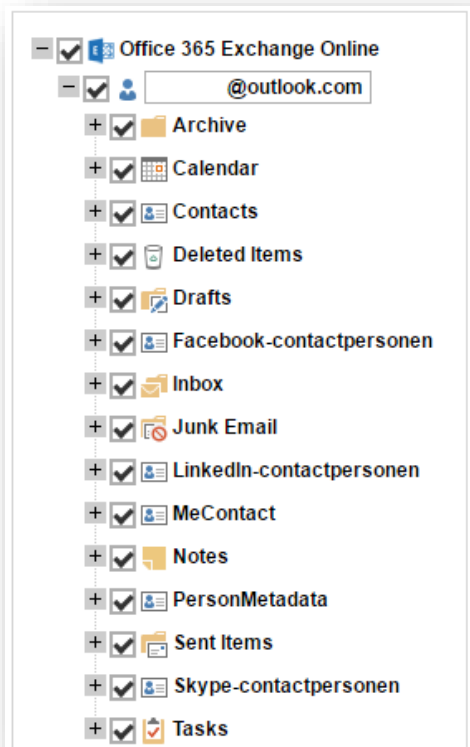 Office 365 Exchange Online
@outlook.com
Archive
Calendar
Contacts
Deleted Items
Drafts
Facebook-contactpersonen
Inbox
Junk Email
LinkedIn-contactpersonen
MeContact
Notes
PersonMetadata
Sent Items
Skype-contactpersonen
Tasks